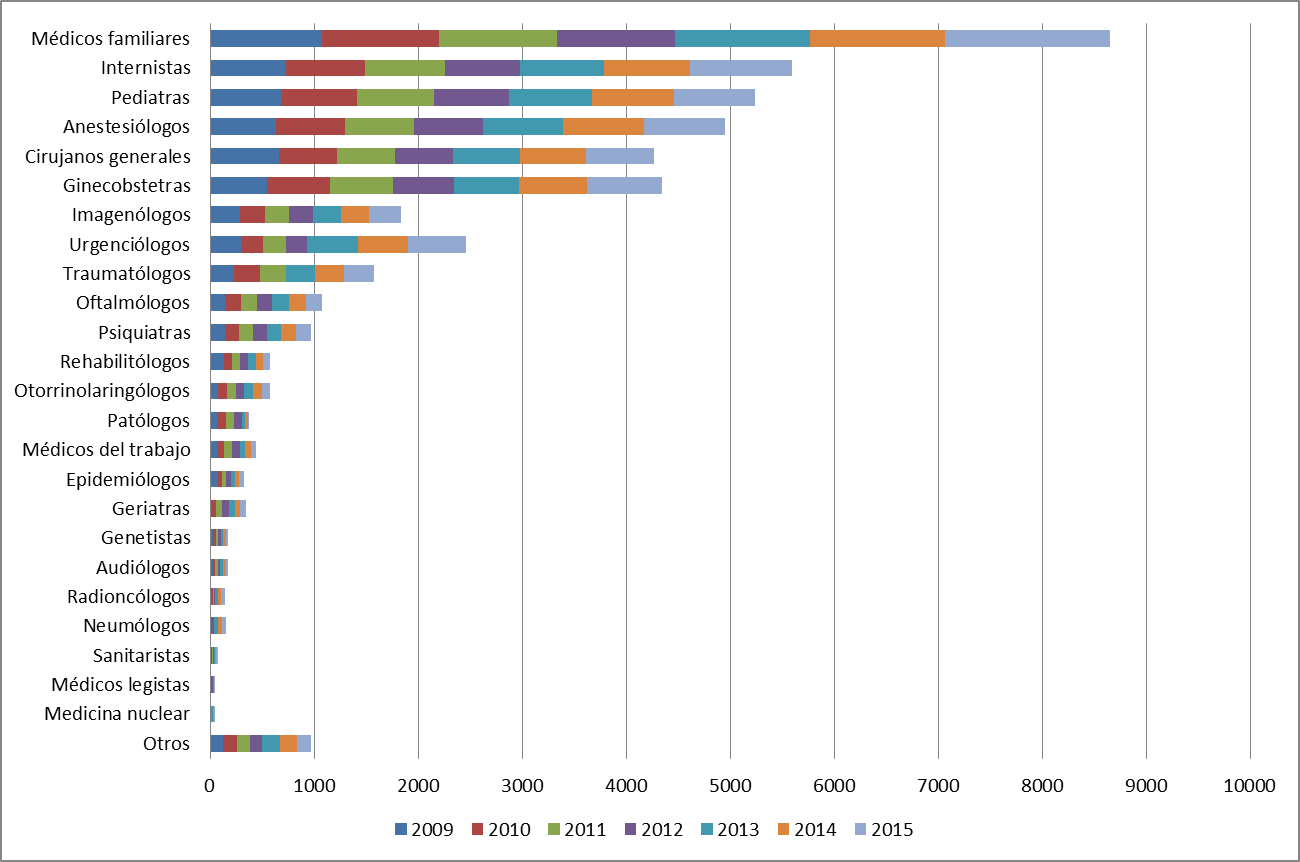 Médicos familiares
Internistas
Pediatras
Anestesiólogos
Cirujanos generales
Ginecobstetras
Imagenólogos
Urgenciólogos
Traumatólogos
Oftalmólogos
Psiquiatras
Rehabilitólogos
Otorrinolaringólogos
Patólogos
Médicos del trabajo
Epidemiólogos
Geriatras
Genetistas
Audiólogos
Radioncólogos
Neumólogos
Sanitaristas
Médicos legistas
Medicina nuclear
Otros
0 1000 2000 3000 4000 5000 6000 7000 8000 9000 10000
2009 2010 2011 2012 2013 2014 2015